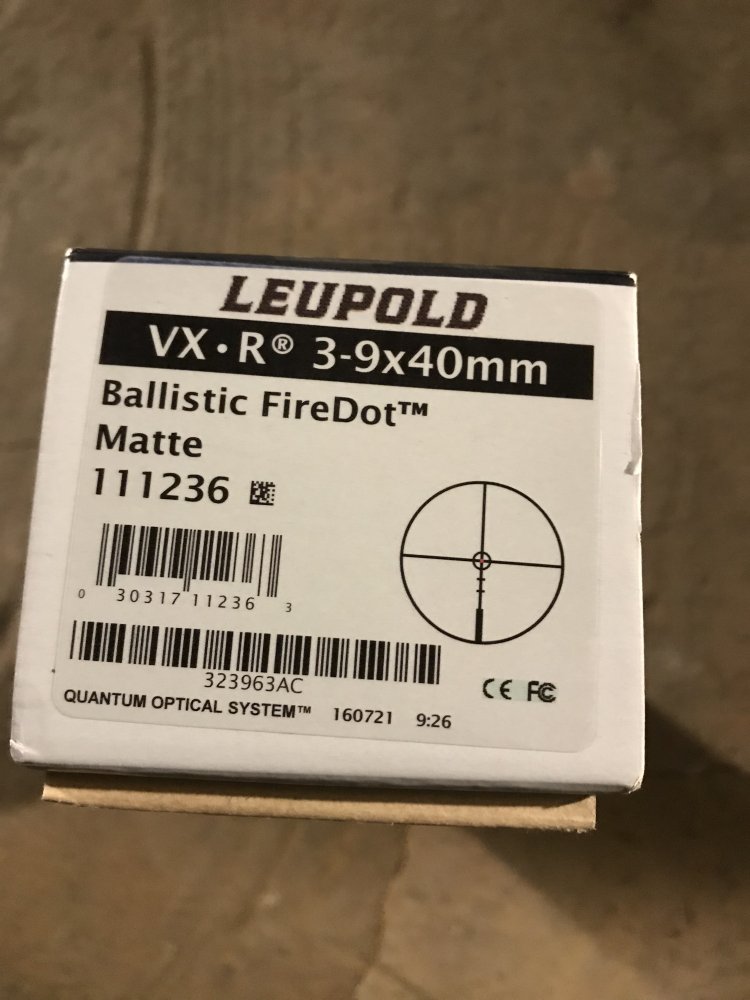 LEUPOLD
VX·R® 3-9x40mm
Ballistic FireDot™
Matte
111236
0 30317 11236 3
323963AC
QUANTUM OPTICAL SYSTEM™ 160721 9:26
CE FC